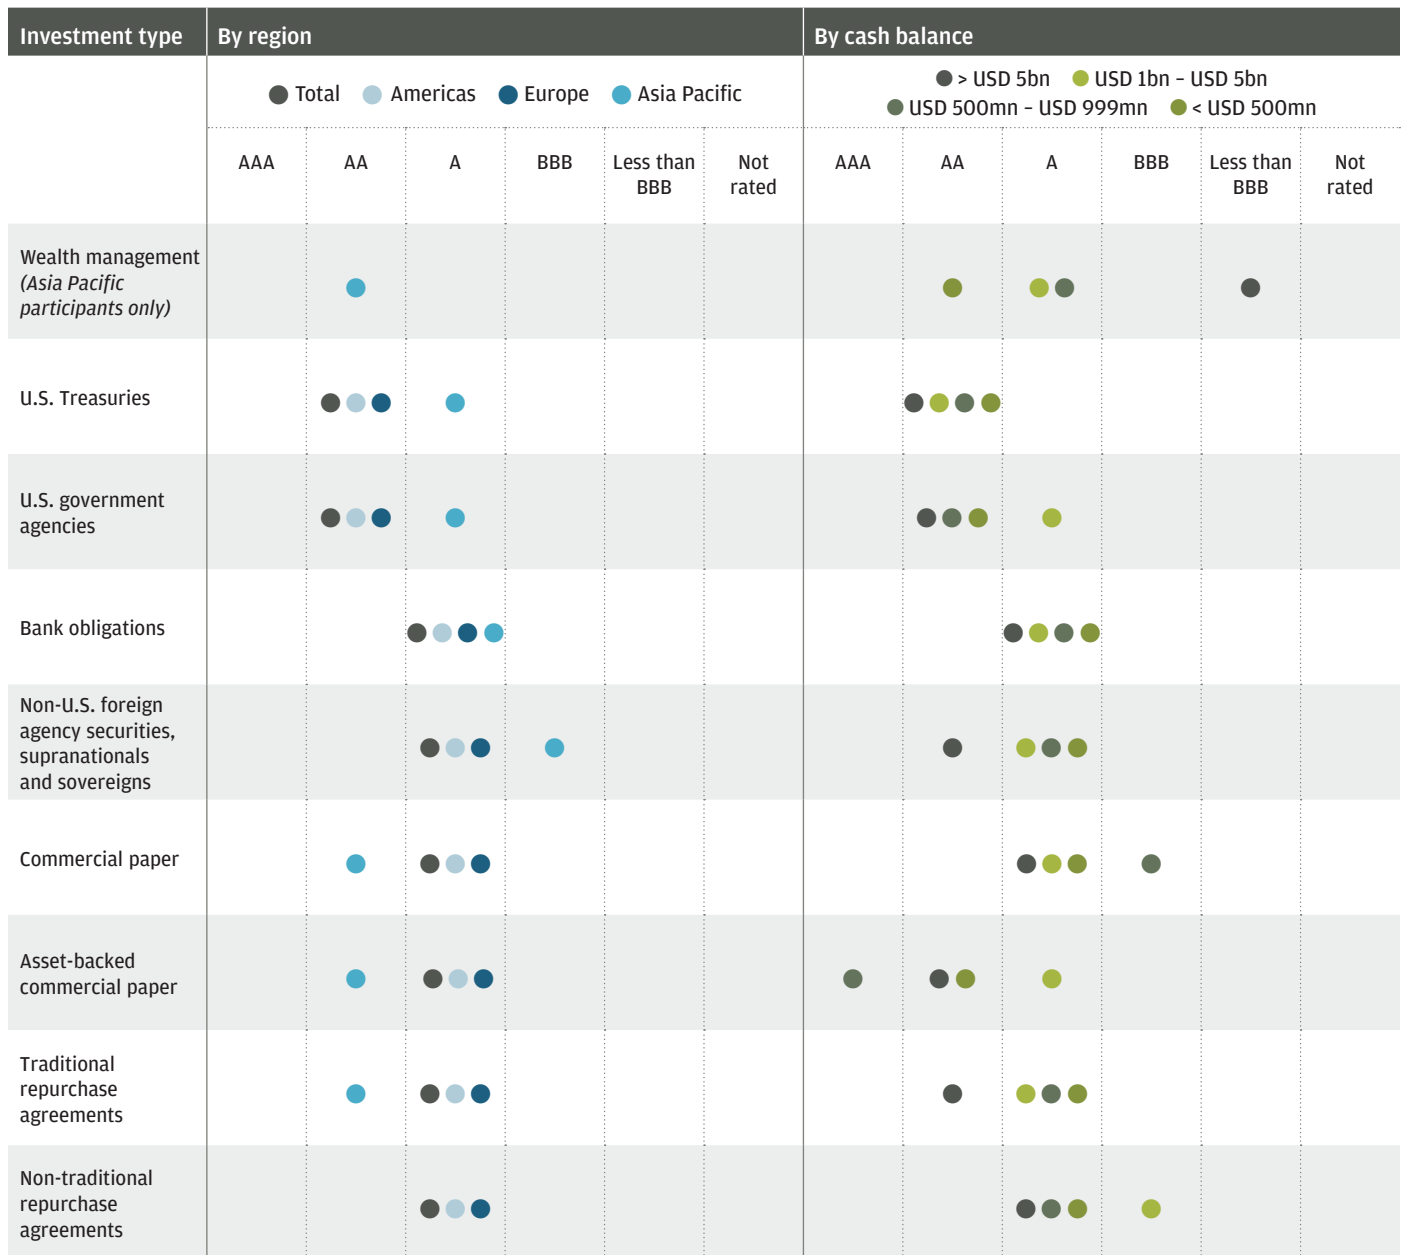 Investment type By region By cash balance
Total Americas Europe Asia Pacific
> USD 5bn USD 1bn – USD 5bn
USD 500mn – USD 999mn < USD 500mn
AAA AA A BBB Less than Not AAA AA A BBB Less than Not
BBB rated BBB rated
Wealth management
(Asia Pacific
participants only)
U.S. Treasuries
U.S. government
agencies
Bank obligations
Non-U.S. foreign
agency securities,
supranationals
and sovereigns
Commercial paper
Asset-backed
commercial paper
Traditional
repurchase
agreements
Non-traditional
repurchase
agreements